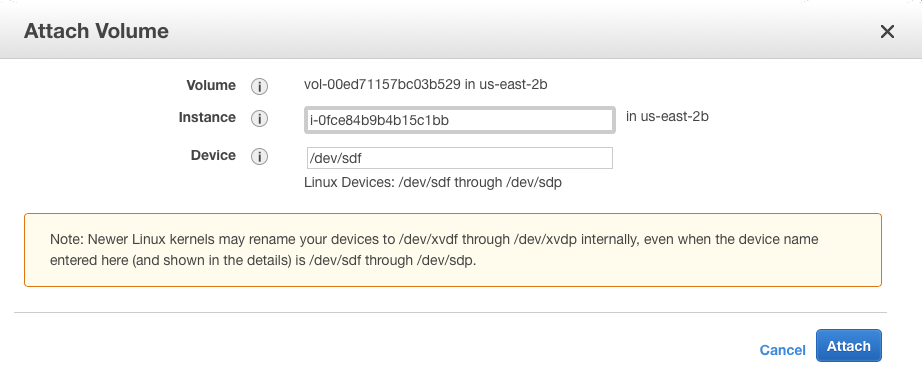 Attach Volume
Volume vol-00ed71157bc03b529 in us-east-2b
Instance i-0fce84b9b4b15c1bb in us-east-2b
Device /dev/sdf
Linux Devices: /dev/sdf through /dev/sdp
Note: Newer Linux kernels may rename your devices to /dev/xvdf through /dev/xvdp internally, even when the device name
entered here (and shown in the details) is /dev/sdf through /dev/sdp.
Cancel Attach